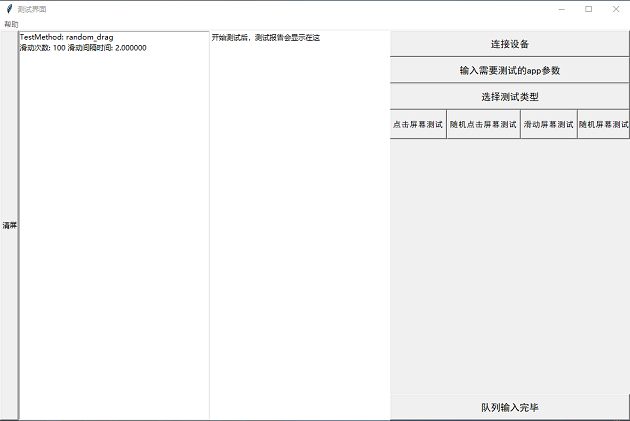 测试界面
帮助
清屏
TestMethod: random_drag
滑动次数: 100 滑动间隔时间: 2.000000
开始测试后，测试报告会显示在这
连接设备
输入需要测试的app参数
选择测试类型
点击屏幕测试 随机点击屏幕测试 滑动屏幕测试 随机屏幕测试
队列输入完毕